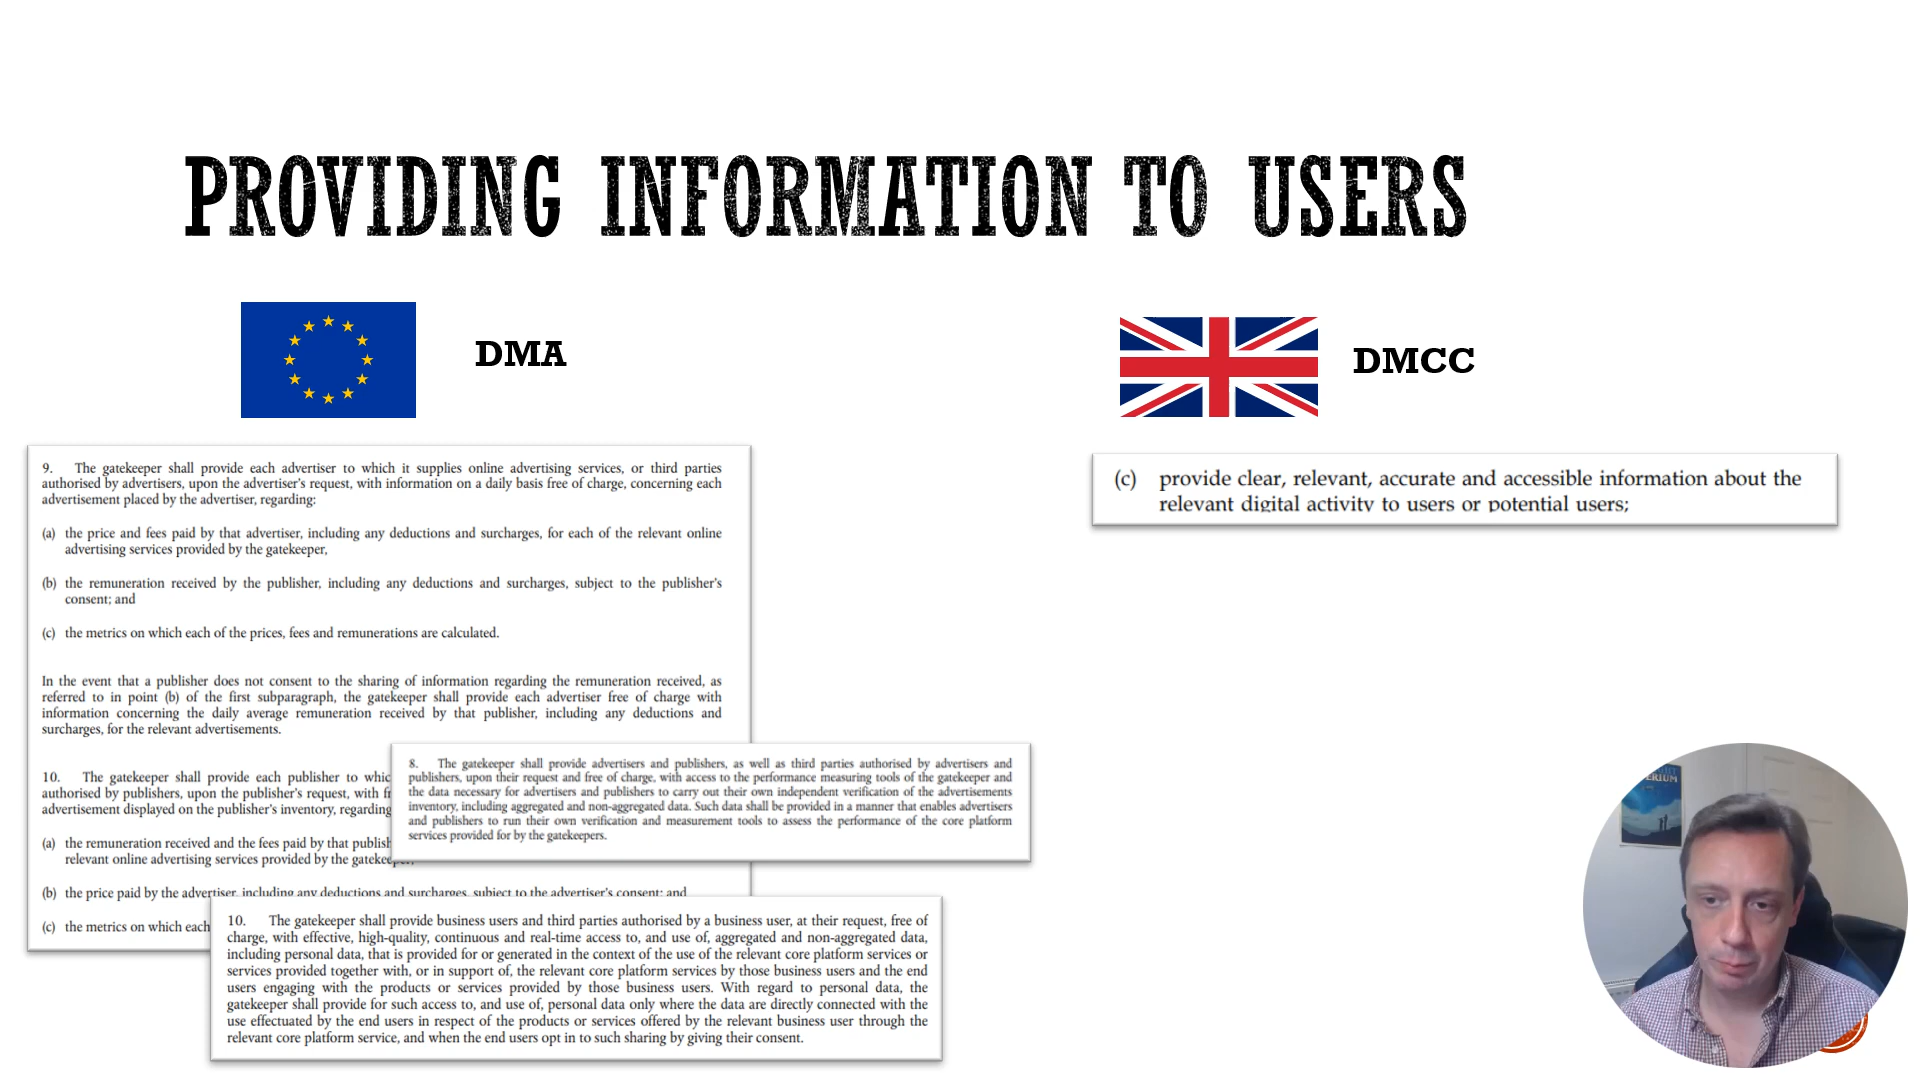 PROVIDING INFORMATION TO USERS
DMA
DMCC
9. The gatekeeper shall provide each advertiser to which it supplies online advertising services, or third parties
authorised by advertisers, upon the advertiser's request, with information on a daily basis free of charge, concerning each
advertisement placed by the advertiser, regarding:
(a) the price and fees paid by that advertiser, including any deductions and surcharges, for each of the relevant online
advertising services provided by the gatekeeper,
(b) the remuneration received by the publisher, including any deductions and surcharges, subject to the publisher's
consent; and
(c) the metrics on which each of the prices, fees and remunerations are calculated.
In the event that a publisher does not consent to the sharing of information regarding the remuneration received, as
referred to in point (b) of the first subparagraph, the gatekeeper shall provide each advertiser free of charge with
information concerning the daily average remuneration received by that publisher, including any deductions and
surcharges, for the relevant advertisements.
10. The gatekeeper shall provide each publisher to
authorised by publishers, upon the publisher's request, with
advertisement displayed on the publisher's inventory, regarding
(a) the remuneration received and the fees paid by that
relevant online advertising services provided by the
(b) the price paid by the advertiser, including any deductions and surcharges, subject to the advertiser's consent; and
(c) the metrics on which each
8. The gatekeeper shall provide advertisers and publishers, as well as third parties authorised by advertisers and
publishers, upon their request and free of charge, with access to the performance measuring tools of the gatekeeper and
the data necessary for advertisers and publishers to carry out their own independent verification of the advertisements
inventory, including aggregated and non-aggregated data. Such data shall be provided in a manner that enables advertisers
and publishers to run their own verification and measurement tools to assess the performance of the core platform
services provided for by the gatekeepers.
10. The gatekeeper shall provide business users and third parties authorised by a business user, at their request, free of
charge, with effective, high-quality, continuous and real-time access to, and use of, aggregated and non-aggregated data,
including personal data, that is provided for or generated in the context of the use of the relevant core platform services or
services provided together with, or in support of, the relevant core platform services by those business users and the end
users engaging with the products or services provided by those business users. With regard to personal data, the
gatekeeper shall provide for such access to, and use of, personal data only where the data are directly connected with the
use effectuated by the end users in respect of the products or services offered by the relevant business user through the
relevant core platform service, and when the end users opt in to such sharing by giving their consent.
(c) provide clear, relevant, accurate and accessible information about the
relevant digital activity to users or potential users;